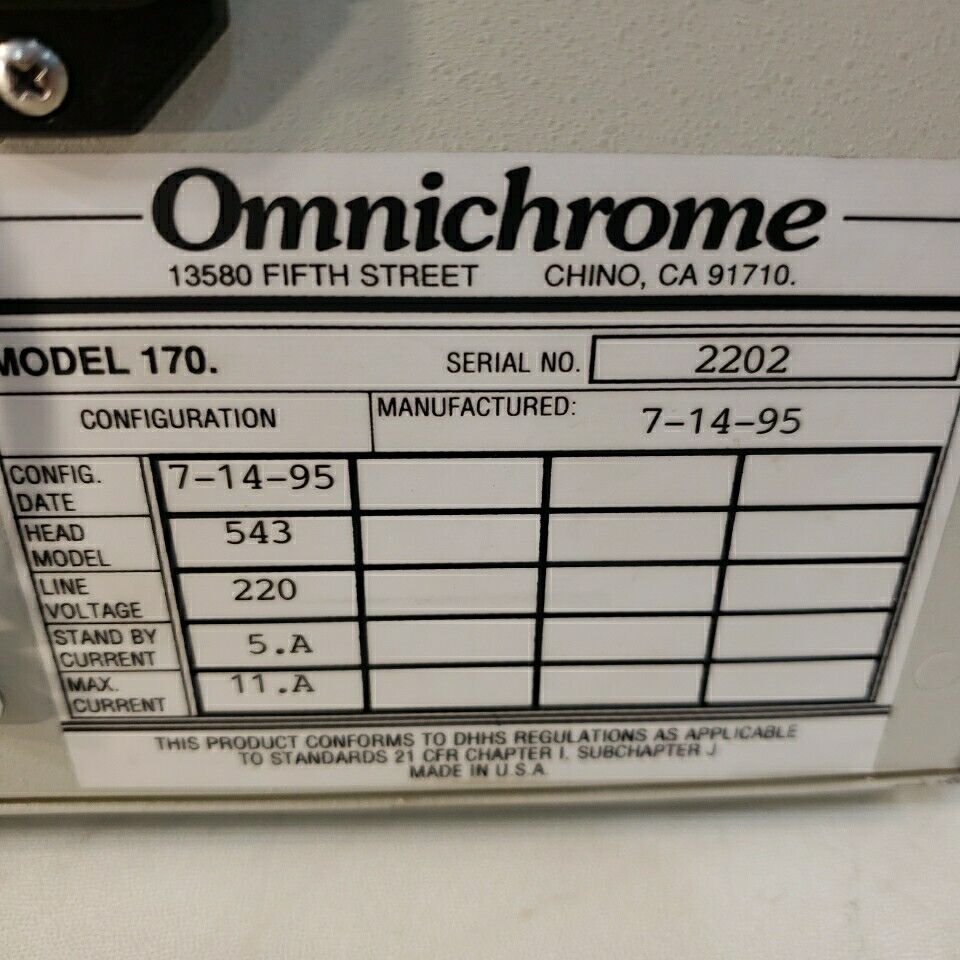 Omnichrome
13580 FIFTH STREET CHINO, CA 91710.
MODEL 170. SERIAL NO. 2202
CONFIGURATION MANUFACTURED: 7-14-95
CONFIG. DATE 7-14-95
HEAD MODEL 543
LINE VOLTAGE 220
STAND BY CURRENT 5.A
MAX. CURRENT 11.A
THIS PRODUCT CONFORMS TO DHHS REGULATIONS AS APPLICABLE
TO STANDARDS 21 CFR CHAPTER I. SUBCHAPTER J
MADE IN U.S.A.